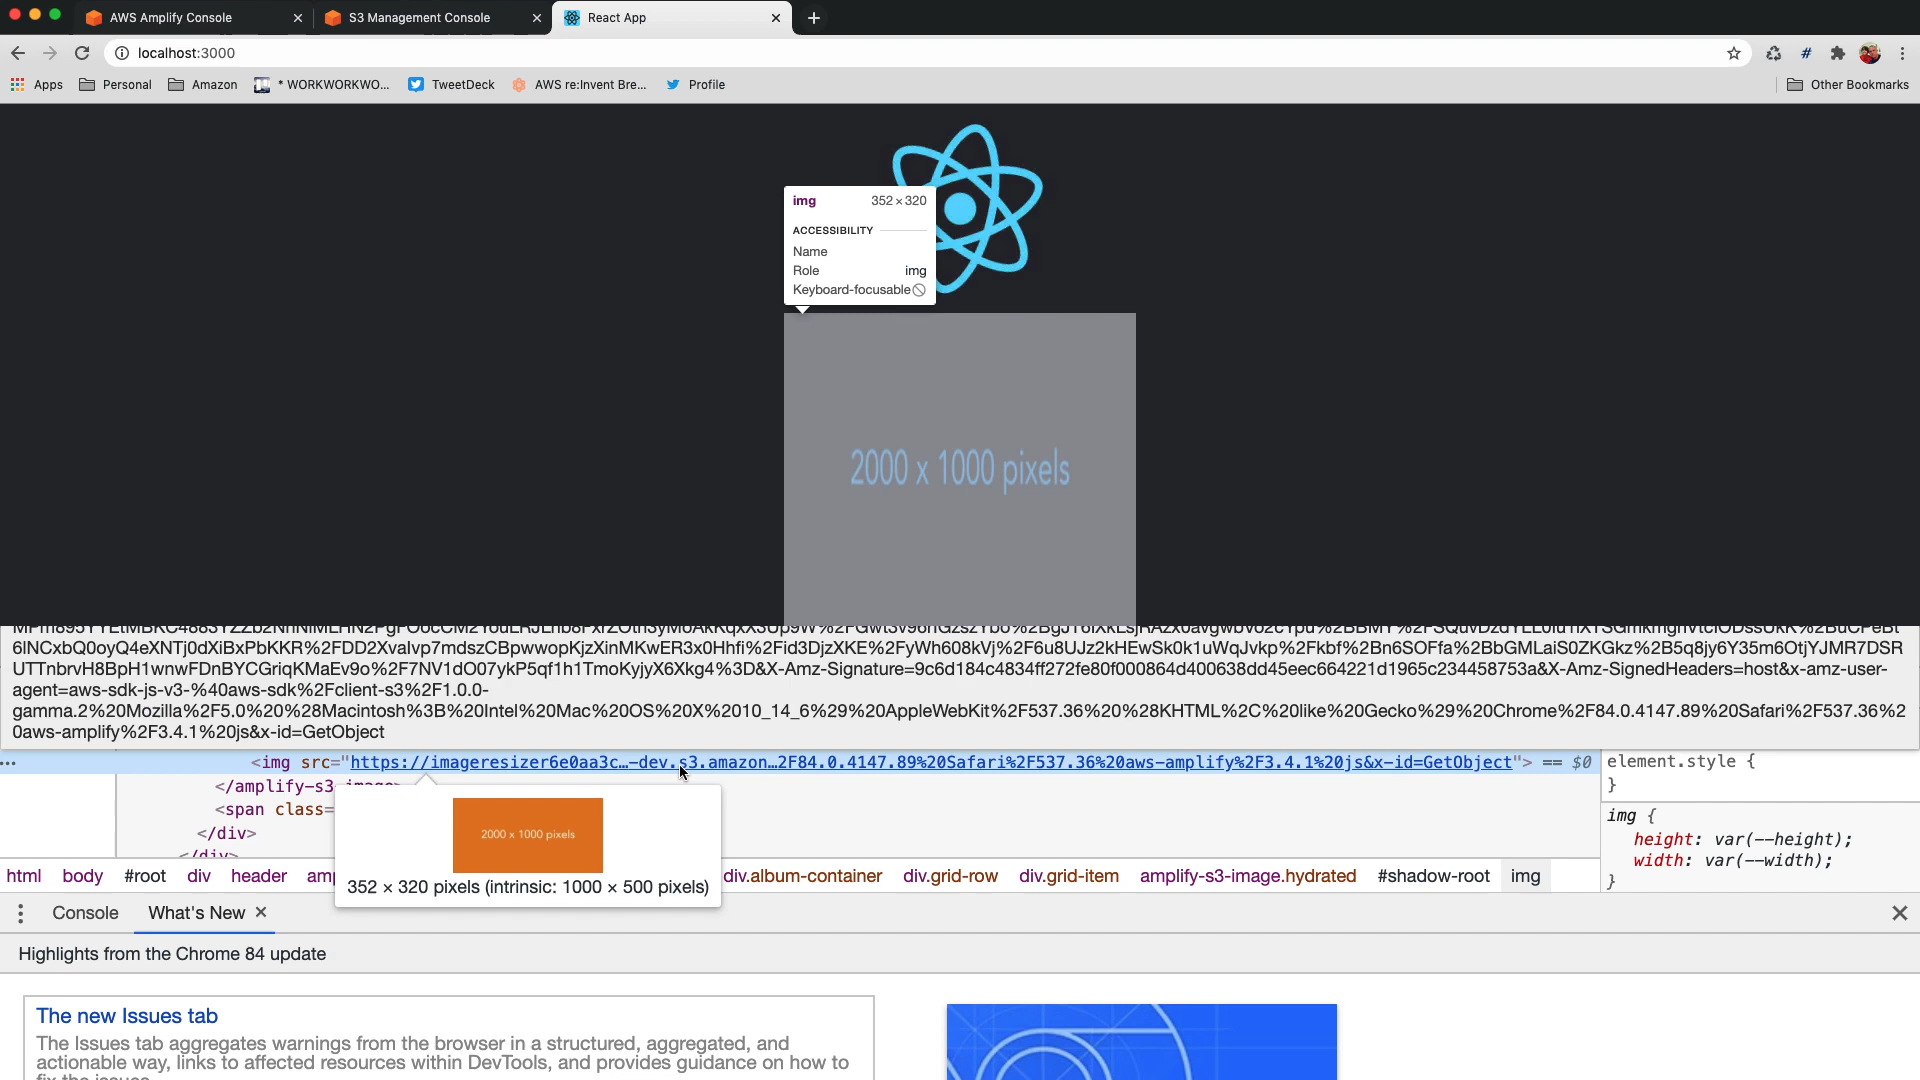 AWS Amplify Console
S3 Management Console
React App
localhost:3000
Apps
Personal
Amazon
* WORKWORKWO...
TweetDeck
AWS re:Invent Bre...
Profile
Other Bookmarks
img 352 × 320
ACCESSIBILITY
Name
Role img
Keyboard-focusable
2000 x 1000 pixels
6lNCxbQ0oyQ4eXNTj0dXiBxPbKKR%2FDD2XvaIvp7mdszCBpwwopKjzXinMKwER3x0Hhfi%2Fid3DjzXKE%2FyWh608kVj%2F6u8UJz2kHEwSk0k1uWqJvkp%2Fkbf%2Bn6SOFfa%2BbGMLaiS0ZKGkz%2B5q8jy6Y35m6OtjYJMR7DSR
UTTnbrvH8BpH1wnwFDnBYCGriqKMaEv9o%2F7NV1dO07ykP5qf1h1TmoKyjyX6Xkg4%3D&X-Amz-Signature=9c6d184c4834ff272fe80f000864d400638dd45eec664221d1965c234458753a&X-Amz-SignedHeaders=host&x-amz-user-
agent=aws-sdk-js-v3-%40aws-sdk%2Fclient-s3%2F1.0.0-
gamma.2%20Mozilla%2F5.0%20%28Macintosh%3B%20Intel%20Mac%20OS%20X%2010_14_6%29%20AppleWebKit%2F537.36%20%28KHTML%2C%20like%20Gecko%29%20Chrome%2F84.0.4147.89%20Safari%2F537.36%2
0aws-amplify%2F3.4.1%20js&x-id=GetObject
<img src="https://imageresizer6e0aa3c…-dev.s3.amazon…2F84.0.4147.89%20Safari%2F537.36%20aws-amplify%2F3.4.1%20js&x-id=GetObject"> == $0
</amplify-s3-image>
<span class=
</div>
</div>
2000 x 1000 pixels
352 × 320 pixels (intrinsic: 1000 × 500 pixels)
element.style {
}
img {
height: var(--height);
width: var(--width);
}
html body #root div header amp div.album-container div.grid-row div.grid-item amplify-s3-image.hydrated #shadow-root img
Console
What's New
Highlights from the Chrome 84 update
The new Issues tab
The Issues tab aggregates warnings from the browser in a structured, aggregated, and
actionable way, links to affected resources within DevTools, and provides guidance on how to
fix the issues.